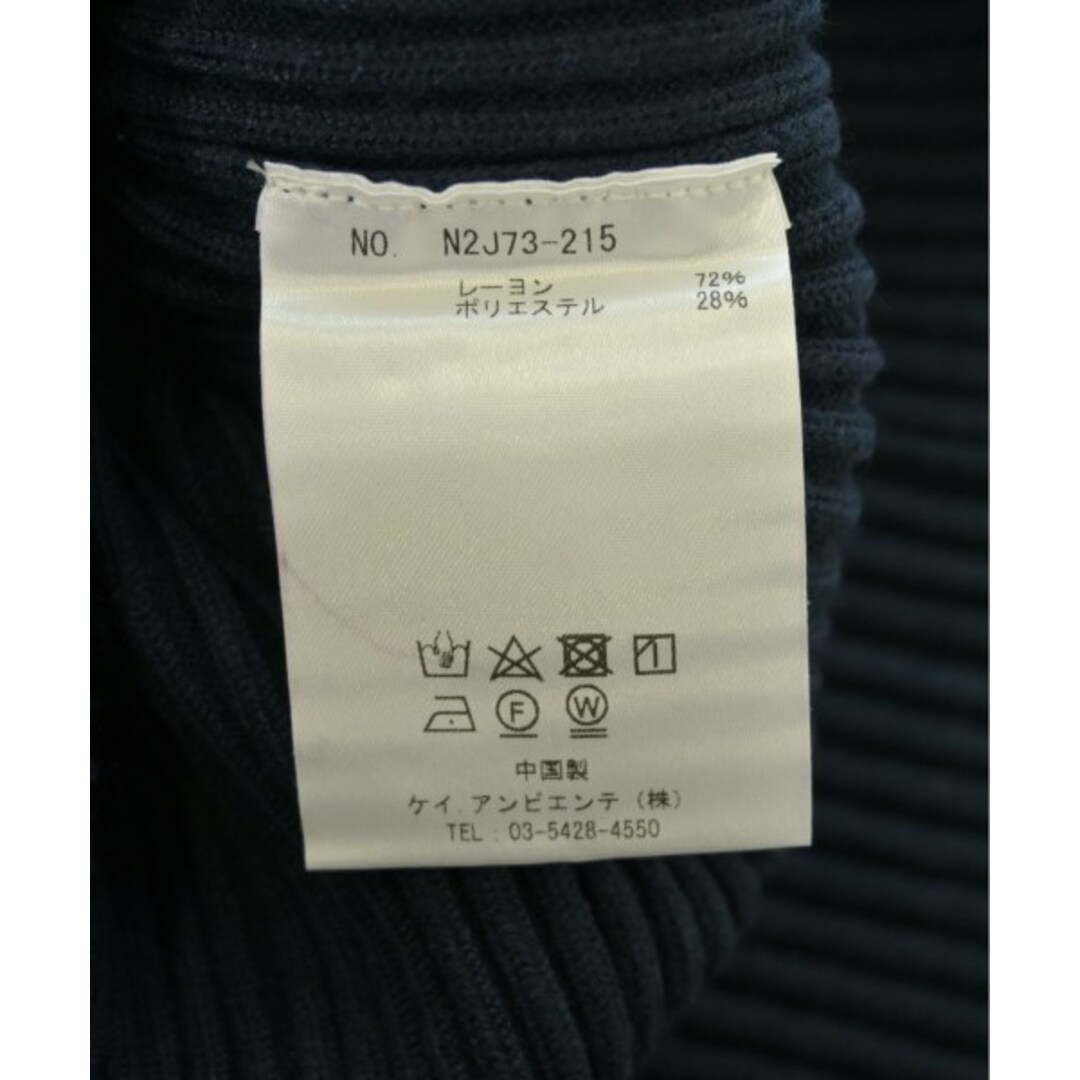 NO. N2J73-215
レーヨン 72%
ポリエステル 28%
F W
中国製
ケイ.アンビエンテ(株)
TEL : 03-5428-4550